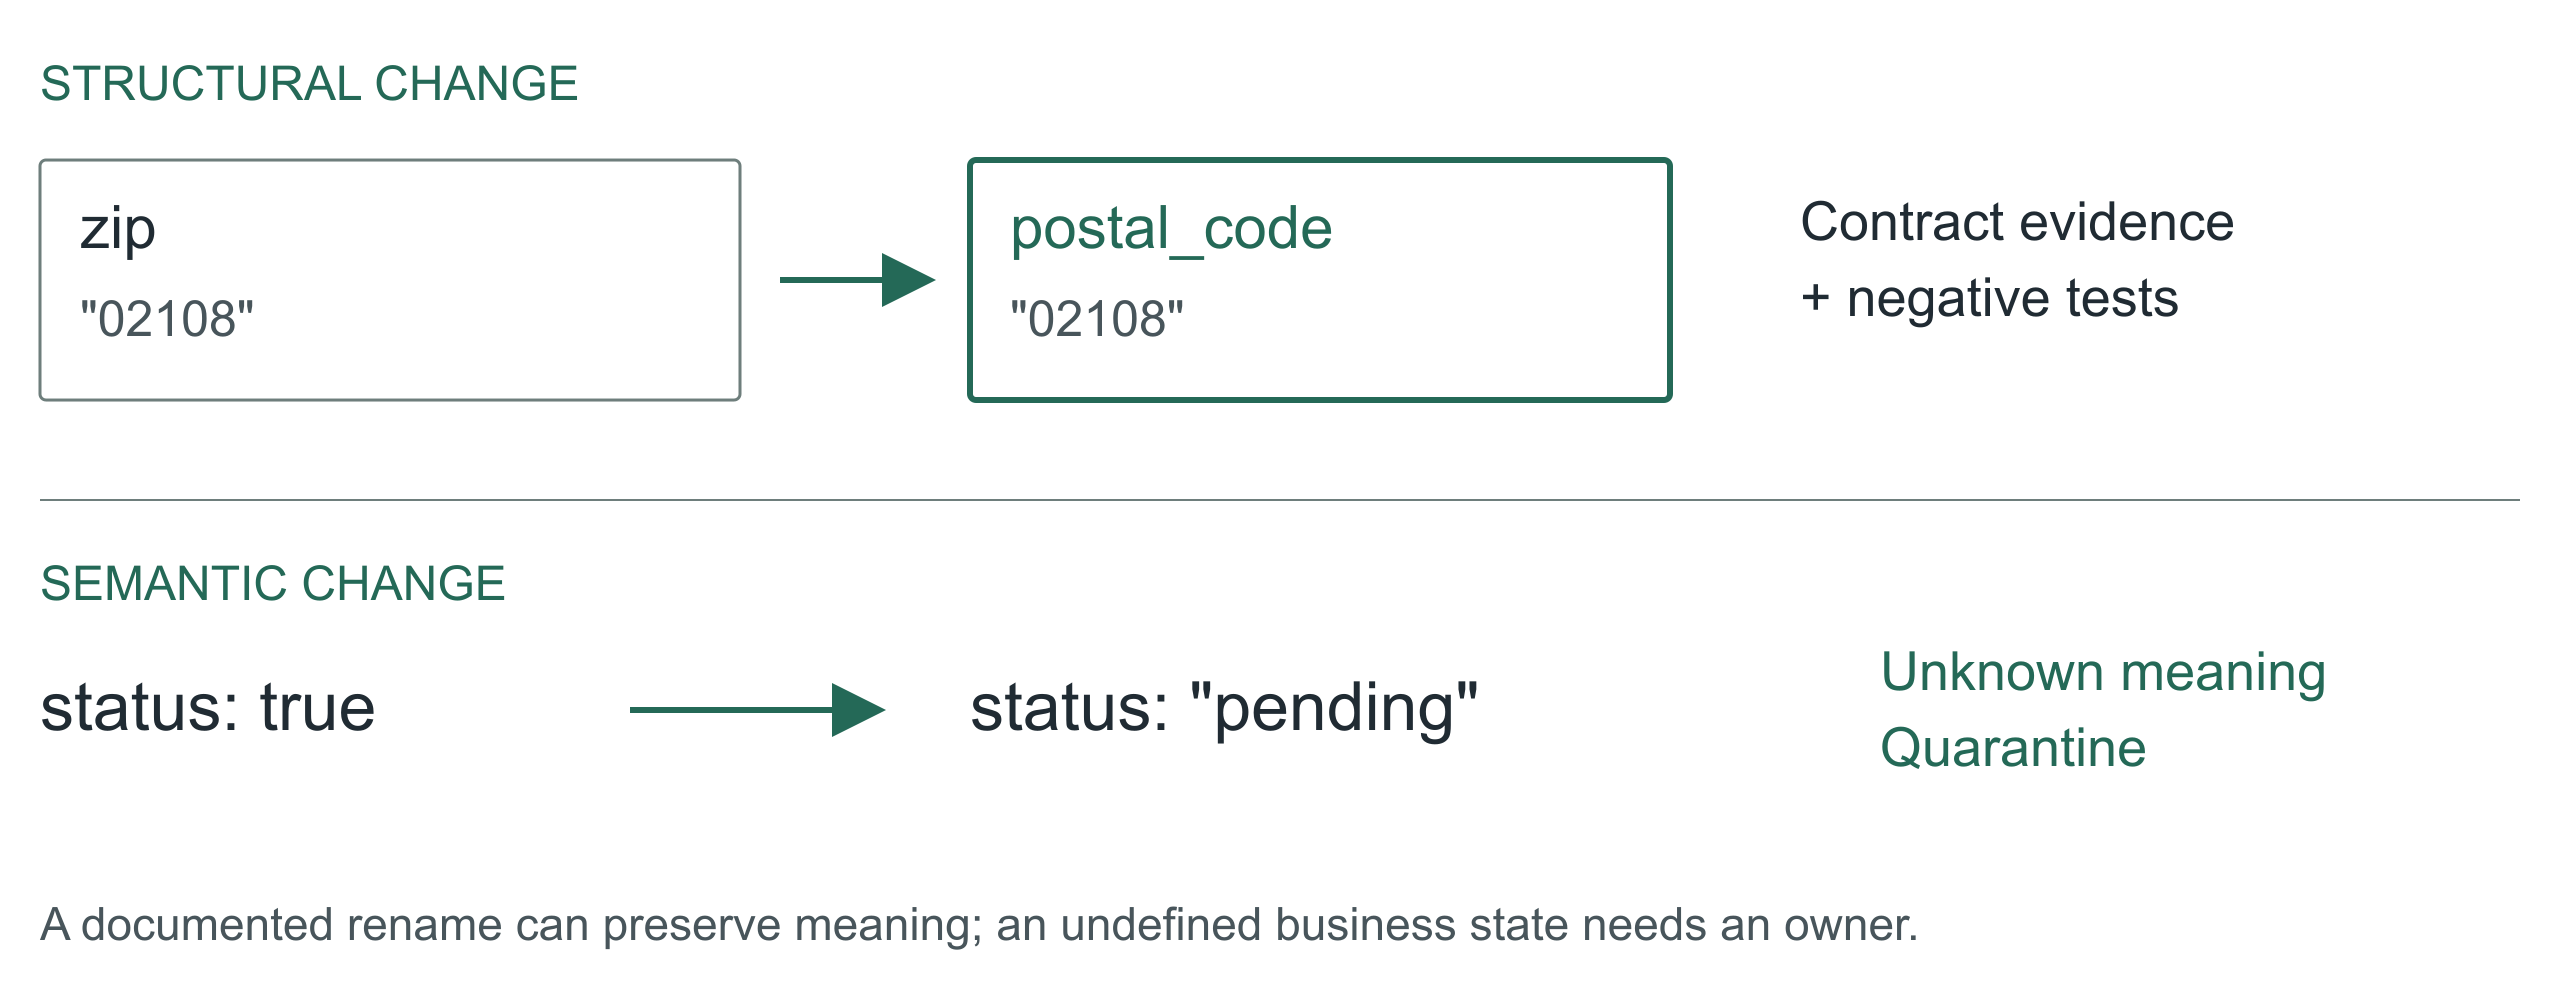 STRUCTURAL CHANGE
zip
"02108"
postal_code
"02108"
Contract evidence
+ negative tests
SEMANTIC CHANGE
status: true
status: "pending"
Unknown meaning
Quarantine
A documented rename can preserve meaning; an undefined business state needs an owner.